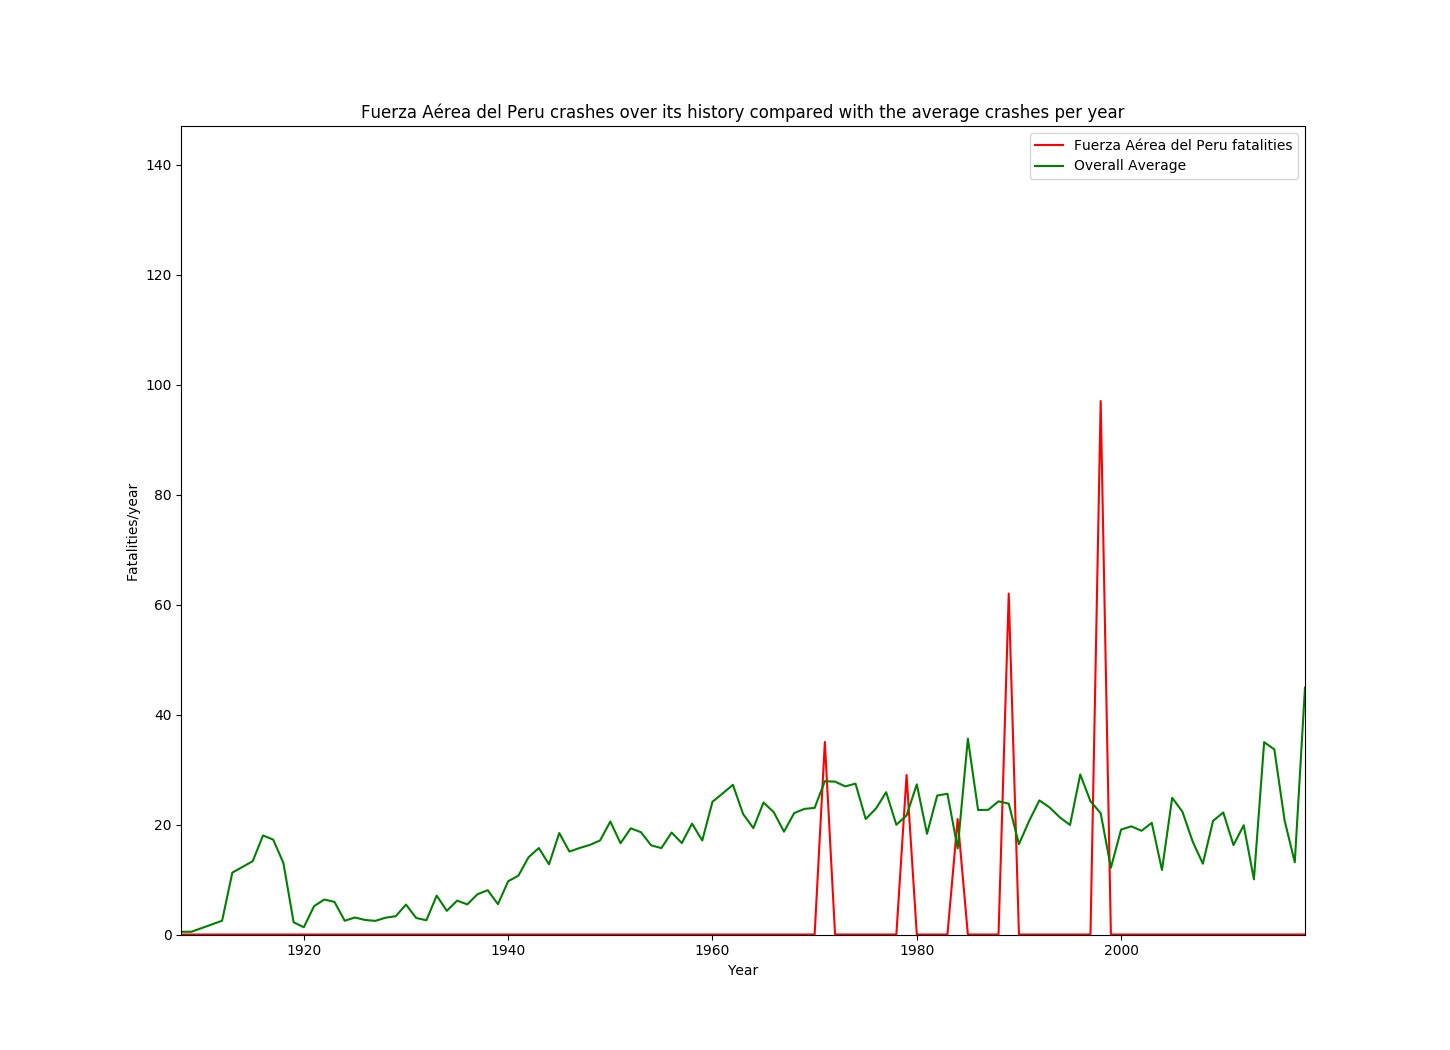 Fuerza Aérea del Peru crashes over its history compared with the average crashes per year
Fuerza Aérea del Peru fatalities
Overall Average
140
120
100
80
60
40
20
0
Fatalities/year
1920 1940 1960 1980 2000
Year